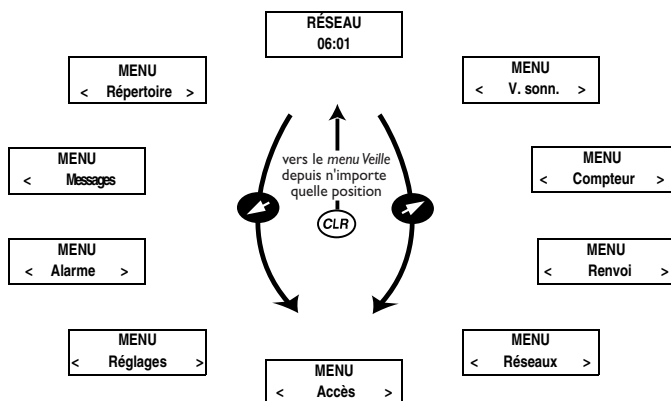 RÉSEAU
06:01
MENU
< Répertoire >
MENU
< V. sonn. >
MENU
< Messages
MENU
< Compteur >
vers le menu Veille
depuis n'importe
quelle position
CLR
MENU
< Alarme >
MENU
< Renvoi >
MENU
< Réglages >
MENU
< Réseaux >
MENU
< Accès >